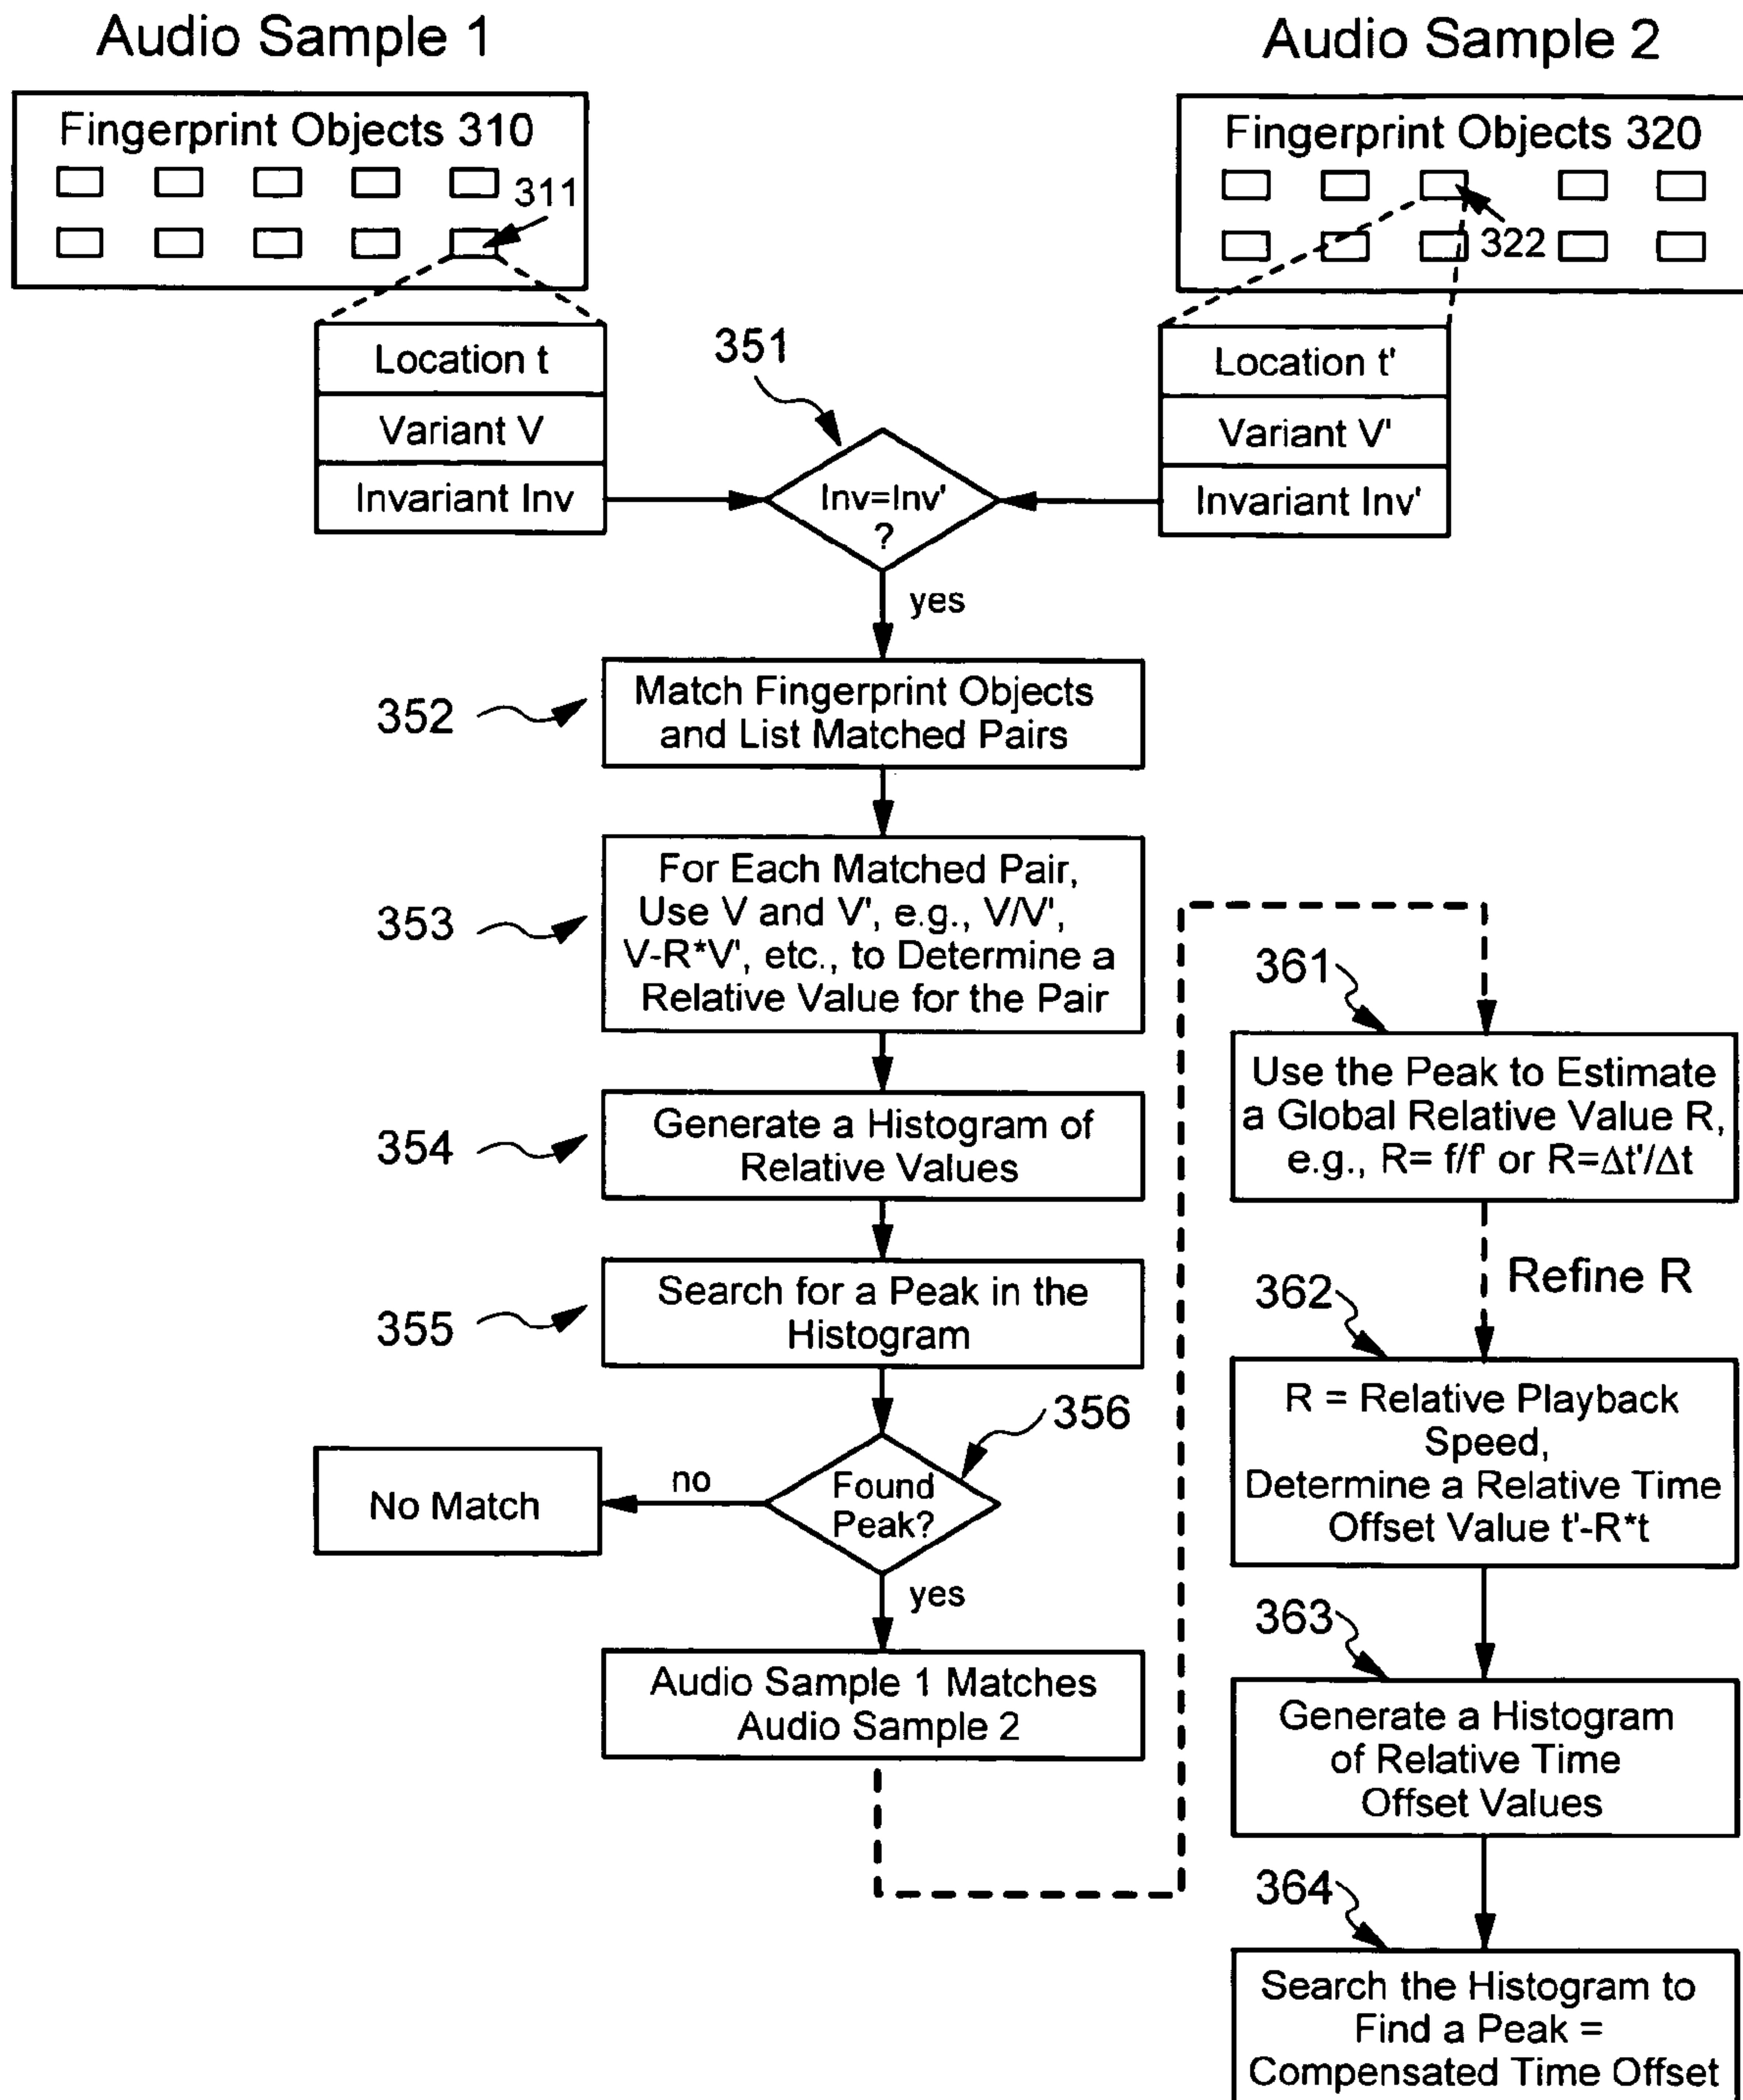 Audio Sample 1
Audio Sample 2
Fingerprint Objects 310
311
Fingerprint Objects 320
322
Location t
Variant V
Invariant Inv
351
Inv=Inv'
?
Location t'
Variant V'
Invariant Inv'
yes
352
Match Fingerprint Objects
and List Matched Pairs
353
For Each Matched Pair,
Use V and V', e.g., V/V',
V-R*V', etc., to Determine a
Relative Value for the Pair
354
Generate a Histogram of
Relative Values
355
Search for a Peak in the
Histogram
356
Found
Peak?
no
No Match
yes
Audio Sample 1 Matches
Audio Sample 2
361
Use the Peak to Estimate
a Global Relative Value R,
e.g., R= f/f' or R=Δt'/Δt
Refine R
362
R = Relative Playback
Speed,
Determine a Relative Time
Offset Value t'-R*t
363
Generate a Histogram
of Relative Time
Offset Values
364
Search the Histogram to
Find a Peak =
Compensated Time Offset